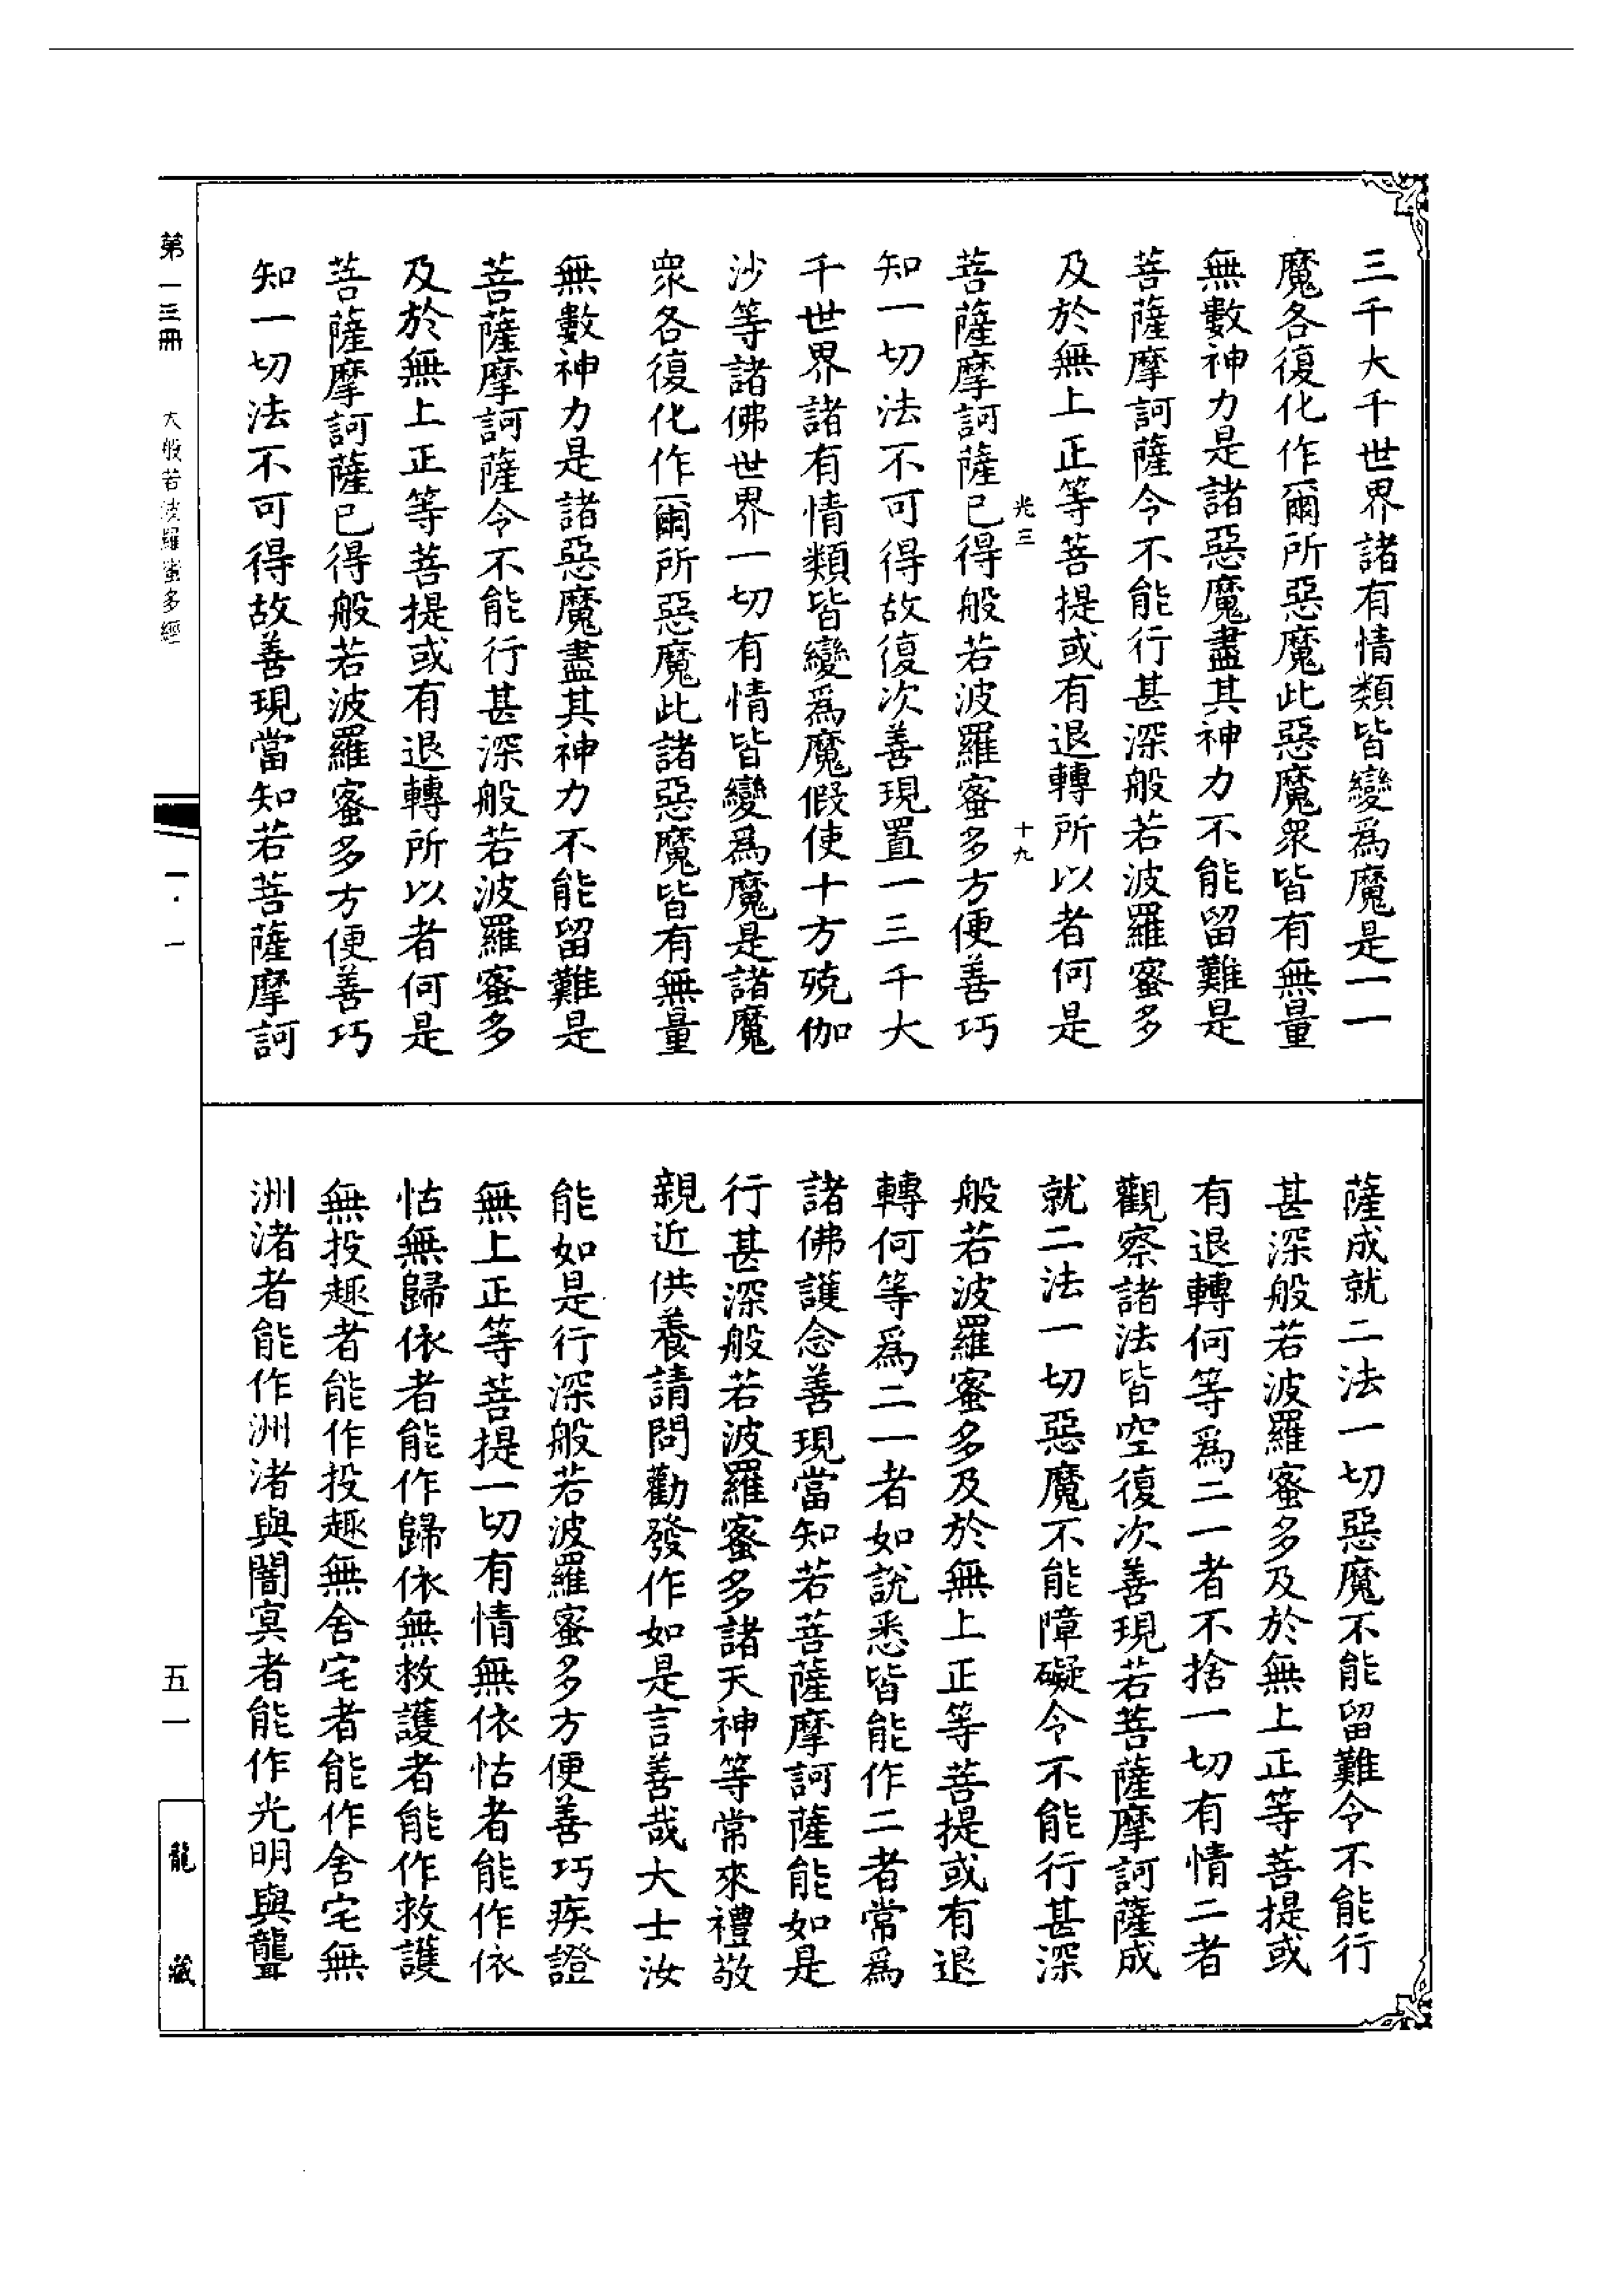 三千大千世界諸有情類皆變爲魔是一一
魔各復化作爾所惡魔此惡魔衆皆有無量
無數神力是諸惡魔盡其神力不能留難是
菩薩摩訶薩令不能行甚深般若波羅蜜多
及於無上正等菩提或有退轉所以者何是
光三 十九
菩薩摩訶薩已得般若波羅蜜多方便善巧
知一切法不可得故復次善現置一三千大
千世界諸有情類皆變爲魔假使十方殑伽
沙等諸佛世界一切有情皆變爲魔是諸魔
衆各復化作爾所惡魔此諸惡魔皆有無量
無數神力是諸惡魔盡其神力不能留難是
菩薩摩訶薩令不能行甚深般若波羅蜜多
及於無上正等菩提或有退轉所以者何是
菩薩摩訶薩已得般若波羅蜜多方便善巧
知一切法不可得故善現當知若菩薩摩訶
薩成就二法一切惡魔不能留難令不能行
甚深般若波羅蜜多及於無上正等菩提或
有退轉何等爲二一者不捨一切有情二者
觀察諸法皆空復次善現若菩薩摩訶薩成
就二法一切惡魔不能障礙令不能行甚深
般若波羅蜜多及於無上正等菩提或有退
轉何等爲二一者如說悉皆能作二者常爲
諸佛護念善現當知若菩薩摩訶薩能如是
行甚深般若波羅蜜多諸天神等常來禮敬
親近供養請問勸發作如是言善哉大士汝
能如是行深般若波羅蜜多方便善巧疾證
無上正等菩提一切有情無依怙者能作依
怙無歸依者能作歸依無救護者能作救護
無投趣者能作投趣無舍宅者能作舍宅無
洲渚者能作洲渚與闇冥者能作光明與聾
第一三冊 大般若波羅蜜多經 一·一 五一 龍藏